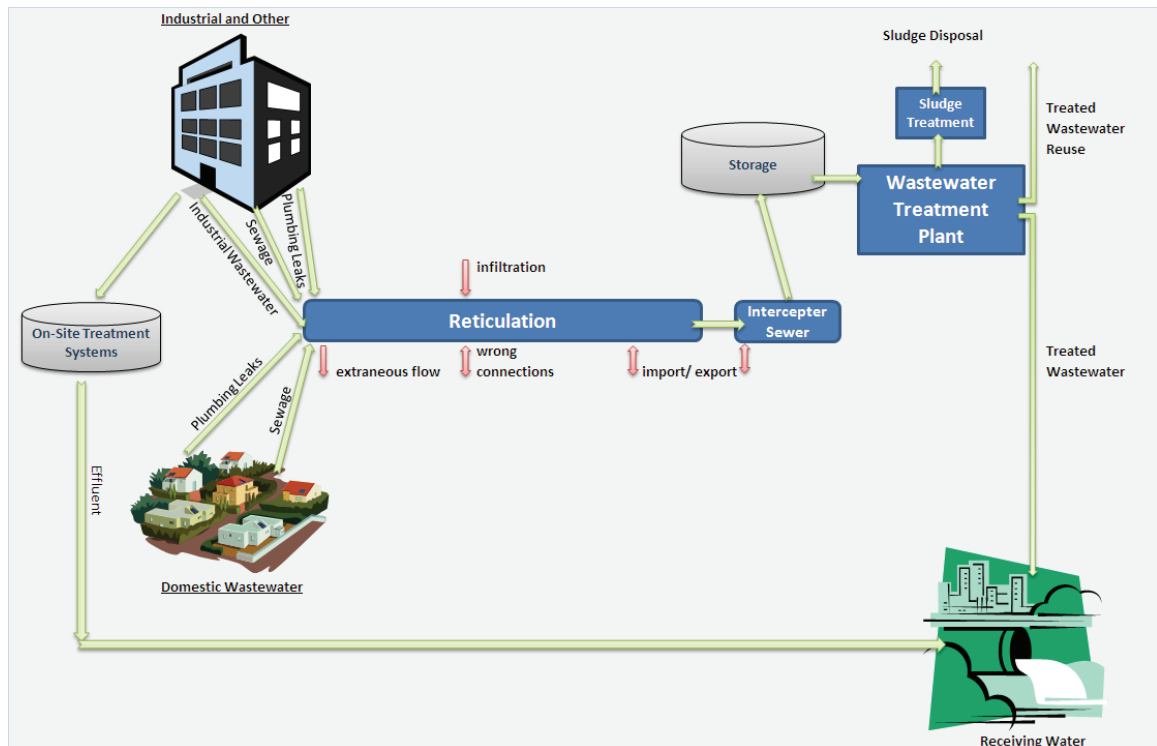 Industrial and Other
Sludge Disposal
Sludge
Treatment
Treated
Wastewater
Reuse
Storage
Wastewater
Treatment
Plant
Industrial Wastewater
Sewage
Plumbing Leaks
infiltration
Reticulation
Intercepter
Sewer
On-Site Treatment
Systems
extraneous flow
wrong
connections
import/ export
Treated
Wastewater
Plumbing Leaks
Sewage
Effluent
Domestic Wastewater
Receiving Water